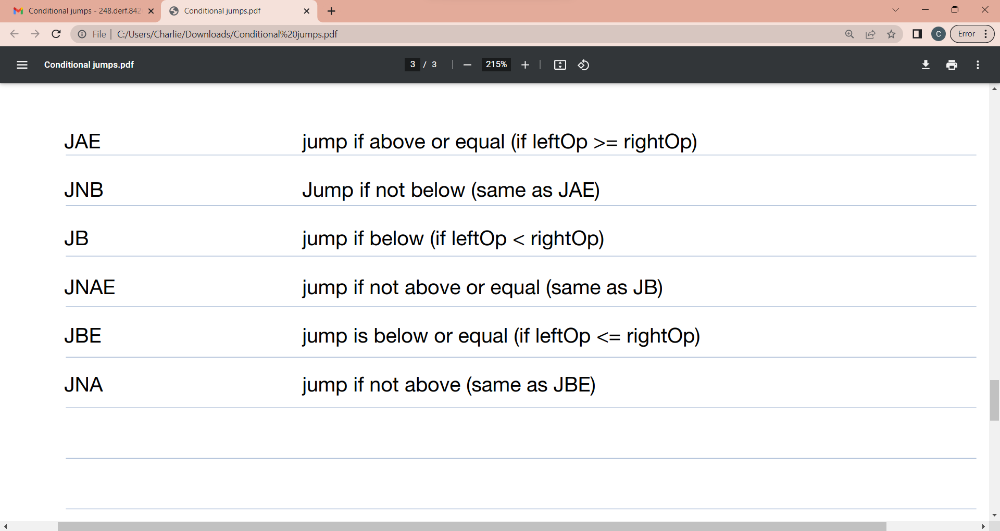 Conditional jumps - 248.derf.842
Conditional jumps.pdf
File
C:/Users/Charlie/Downloads/Conditional%20jumps.pdf
C
Error
Conditional jumps.pdf
3 / 3
215%
JAE jump if above or equal (if leftOp >= rightOp)
JNB Jump if not below (same as JAE)
JB jump if below (if leftOp < rightOp)
JNAE jump if not above or equal (same as JB)
JBE jump is below or equal (if leftOp <= rightOp)
JNA jump if not above (same as JBE)